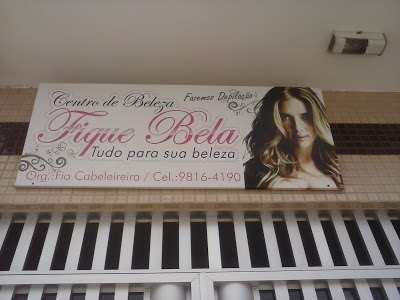 Centro de Beleza
Fazemos Depilação
Fique Bela
Tudo para sua beleza
Org.:Fia Cabeleireira / Cel.:9816-4190